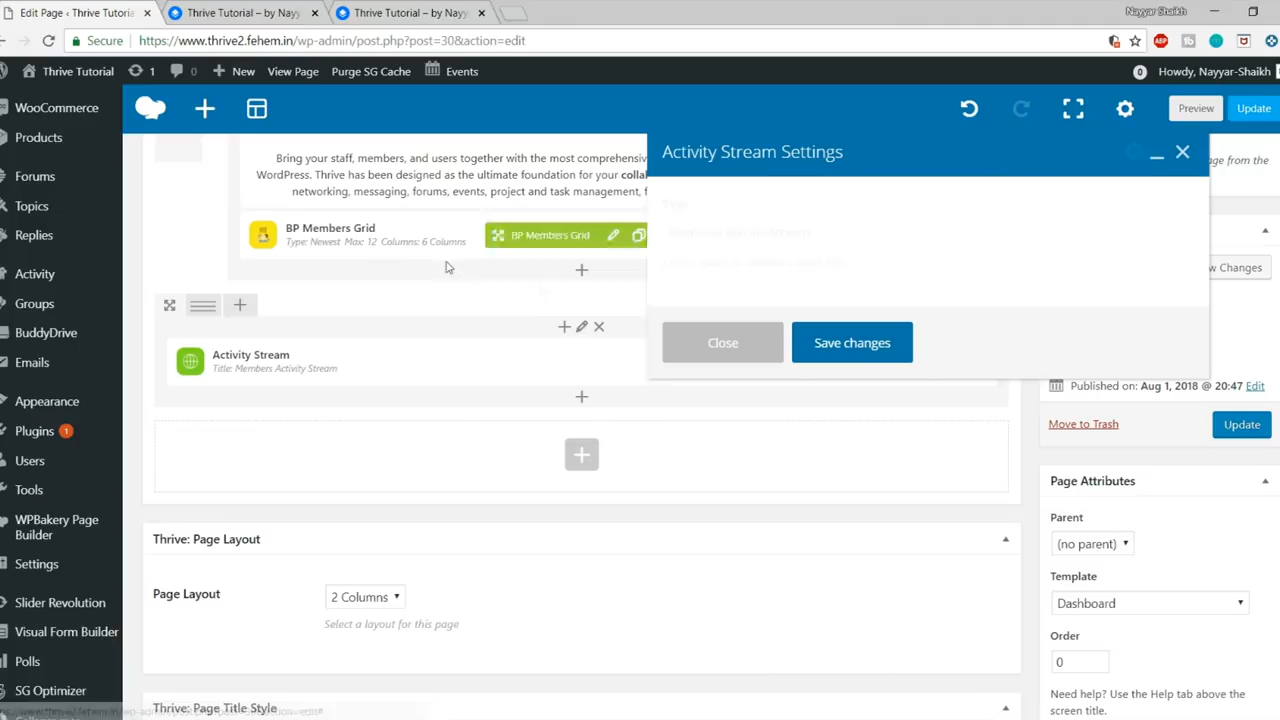 Edit Page ‹ Thrive Tutoria
Thrive Tutorial – by Nayy
Thrive Tutorial – by Nayy
Nayyar Shaikh
Secure
https://www.thrive2.fehem.in/wp-admin/post.php?post=30&action=edit
Thrive Tutorial
1
0
New
View Page
Purge SG Cache
Events
0
Howdy, Nayyar-Shaikh
WooCommerce
Products
Forums
Topics
Replies
Activity
Groups
BuddyDrive
Emails
Appearance
Plugins 1
Users
Tools
WPBakery Page
Builder
Settings
Slider Revolution
Visual Form Builder
Polls
SG Optimizer
Preview
Update
Bring your staff, members, and users together with the most comprehensive
WordPress. Thrive has been designed as the ultimate foundation for your
networking, messaging, forums, events, project and task management,
BP Members Grid
Type: Newest Max: 12 Columns: 6 Columns
BP Members Grid
Activity Stream
Title: Members Activity Stream
Activity Stream Settings
Close
Save changes
Thrive: Page Layout
Page Layout
2 Columns
Select a layout for this page
Thrive: Page Title Style
age from the
w Changes
Published on: Aug 1, 2018 @ 20:47 Edit
Move to Trash
Update
Page Attributes
Parent
(no parent)
Template
Dashboard
Order
0
Need help? Use the Help tab above the
screen title.